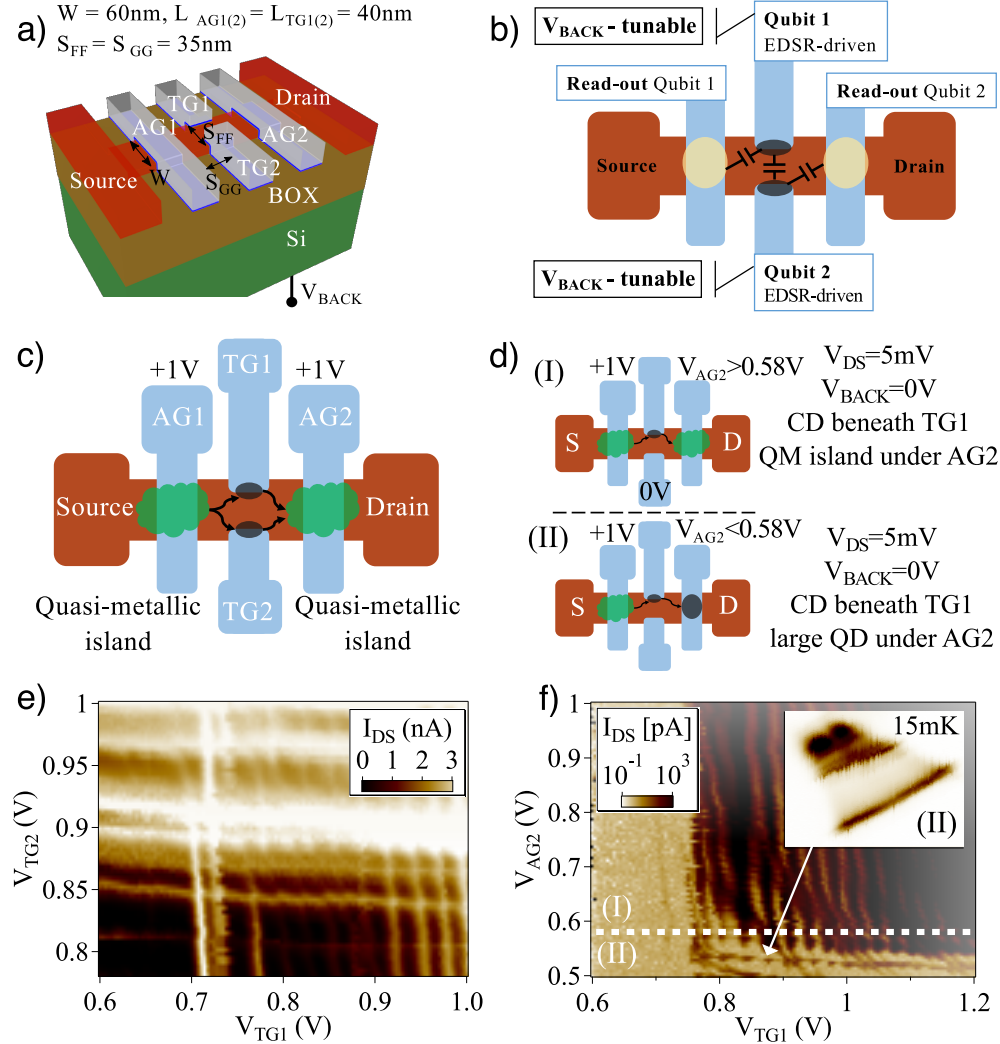 a)
W = 60nm, L AG1(2) = L TG1(2) = 40nm
S FF = S GG = 35nm
TG1
Drain
AG1
S FF
AG2
Source
W
TG2
S GG
BOX
Si
V BACK
b)
V BACK - tunable
Qubit 1
EDSR-driven
Read-out Qubit 1
Read-out Qubit 2
Source
Drain
V BACK - tunable
Qubit 2
EDSR-driven
c)
+1V
TG1
+1V
AG1
AG2
Source
Drain
TG2
Quasi-metallic
island
Quasi-metallic
island
d)
(I)
+1V
V AG2>0.58V
S
D
0V
V DS=5mV
V BACK=0V
CD beneath TG1
QM island under AG2
(II)
+1V
V AG2<0.58V
S
D
V DS=5mV
V BACK=0V
CD beneath TG1
large QD under AG2
e)
I DS (nA)
0 1 2 3
V TG2 (V)
1
0.95
0.9
0.85
0.8
0.6 0.7 0.8 0.9 1.0
V TG1 (V)
f)
I DS [pA]
10-1 103
15mK
(II)
V AG2 (V)
1
0.9
0.8
0.7
0.6
0.5
(I)
(II)
0.6 0.8 1 1.2
V TG1 (V)